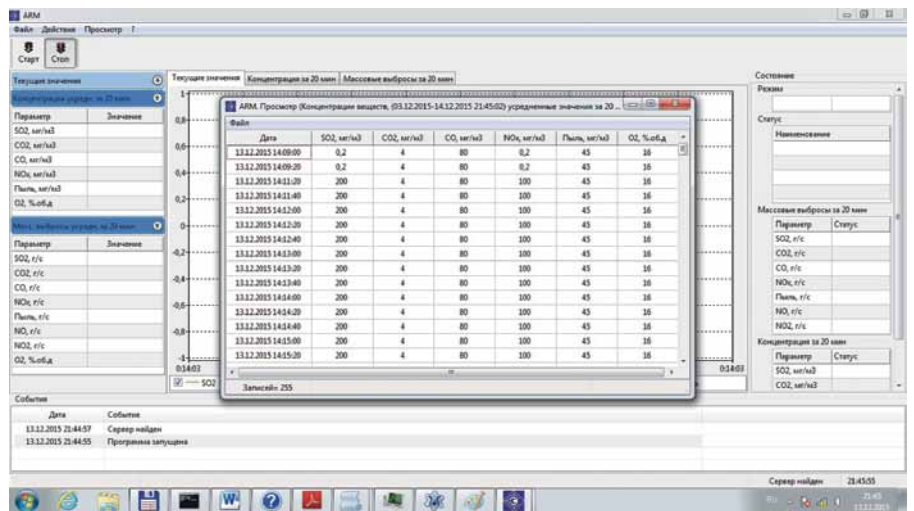 ARM
Файл Действия Просмотр ?
Старт Стоп
Текущие значения
Концентрации усредн. за 20 мин
Параметр Значение
SO2, мг/м3
CO2, мг/м3
CO, мг/м3
NOx, мг/м3
Пыль, мг/м3
O2, %об.д
Масс. выбросы усредн. за 20 мин
Параметр Значение
SO2, г/с
CO2, г/с
CO, г/с
NOx, г/с
Пыль, г/с
NO, г/с
NO2, г/с
O2, %об.д
Текущие значения Концентрация за 20 мин Массовые выбросы за 20 мин
1
0,8
0,6
0,4
0,2
0
-0,2
-0,4
-0,6
-0,8
-1
0:14:03 0:14:03
SO2
ARM. Просмотр (Концентрации веществ, (03.12.2015-14.12.2015 21:45:02) усредненные значения за 20 ...
Файл
Дата SO2, мг/м3 CO2, мг/м3 CO, мг/м3 NOx, мг/м3 Пыль, мг/м3 O2, %об.д
13.12.2015 14:09:00 0,2 4 80 0,2 45 16
13.12.2015 14:09:20 0,2 4 80 0,2 45 16
13.12.2015 14:11:20 200 4 80 100 45 16
13.12.2015 14:11:40 200 4 80 100 45 16
13.12.2015 14:12:00 200 4 80 100 45 16
13.12.2015 14:12:20 200 4 80 100 45 16
13.12.2015 14:12:40 200 4 80 100 45 16
13.12.2015 14:13:00 200 4 80 100 45 16
13.12.2015 14:13:20 200 4 80 100 45 16
13.12.2015 14:13:40 200 4 80 100 45 16
13.12.2015 14:14:00 200 4 80 100 45 16
13.12.2015 14:14:20 200 4 80 100 45 16
13.12.2015 14:14:40 200 4 80 100 45 16
13.12.2015 14:15:00 200 4 80 100 45 16
13.12.2015 14:15:20 200 4 80 100 45 16
Записей= 255
Состояние
Режим
Статус
Наименование
Массовые выбросы за 20 мин
Параметр Статус
SO2, г/с
CO2, г/с
CO, г/с
NOx, г/с
Пыль, г/с
NO, г/с
NO2, г/с
Концентрация за 20 мин
Параметр Статус
SO2, мг/м3
CO2, мг/м3
События
Дата Событие
13.12.2015 21:44:57 Сервер найден
13.12.2015 21:44:55 Программа запущена
Сервер найден 21:45:55
RU 21:45